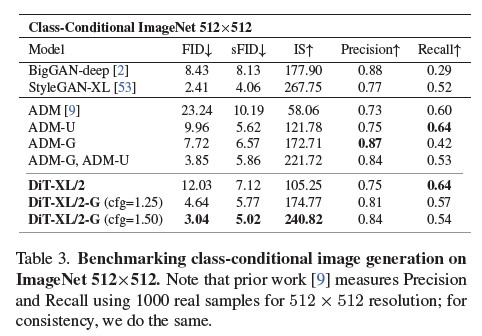 Class-Conditional ImageNet 512×512
Model FID↓ sFID↓ IS↑ Precision↑ Recall↑
BigGAN-deep [2] 8.43 8.13 177.90 0.88 0.29
StyleGAN-XL [53] 2.41 4.06 267.75 0.77 0.52
ADM [9] 23.24 10.19 58.06 0.73 0.60
ADM-U 9.96 5.62 121.78 0.75 0.64
ADM-G 7.72 6.57 172.71 0.87 0.42
ADM-G, ADM-U 3.85 5.86 221.72 0.84 0.53
DiT-XL/2 12.03 7.12 105.25 0.75 0.64
DiT-XL/2-G (cfg=1.25) 4.64 5.77 174.77 0.81 0.57
DiT-XL/2-G (cfg=1.50) 3.04 5.02 240.82 0.84 0.54
Table 3. Benchmarking class-conditional image generation on
ImageNet 512×512. Note that prior work [9] measures Precision
and Recall using 1000 real samples for 512 × 512 resolution; for
consistency, we do the same.